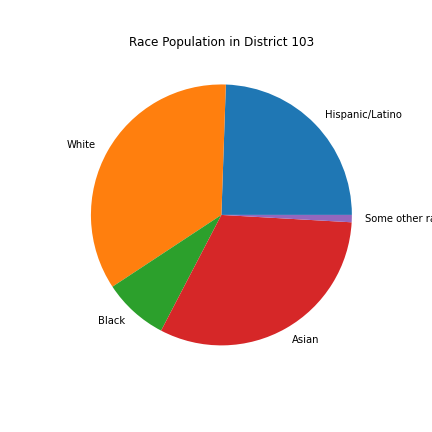 Race Population in District 103
Hispanic/Latino
White
Some other ra
Black
Asian